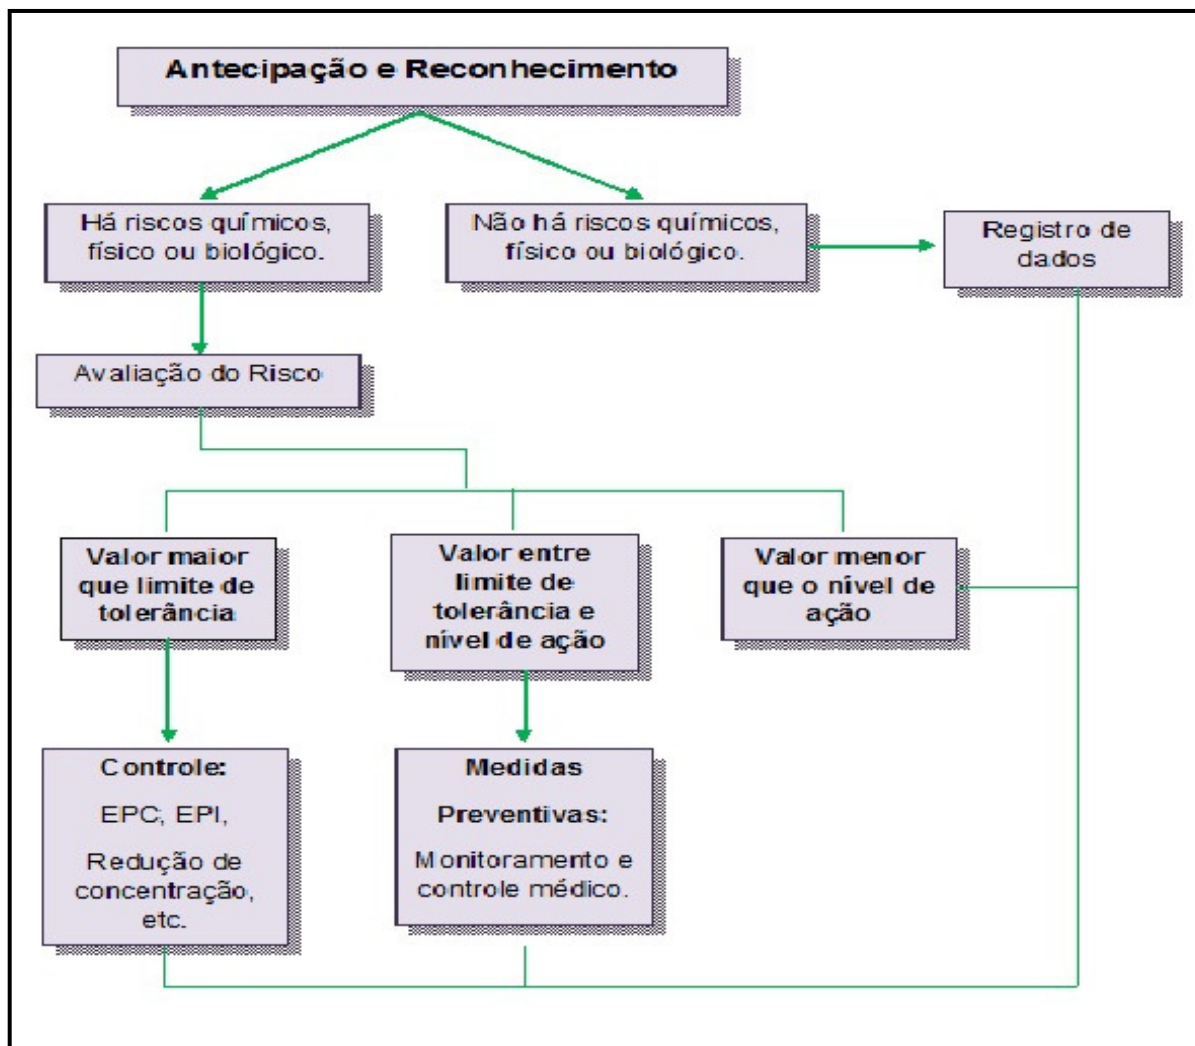 Antecipação e Reconhecimento
Há riscos químicos,
físico ou biológico.
Não há riscos químicos,
físico ou biológico.
Registro de
dados
Avaliação do Risco
Valor maior
que limite de
tolerância
Valor entre
limite de
tolerância e
nível de ação
Valor menor
que o nível de
ação
Controle:
EPC, EPI,
Redução de
concentração,
etc.
Medidas
Preventivas:
Monitoramento e
controle médico.